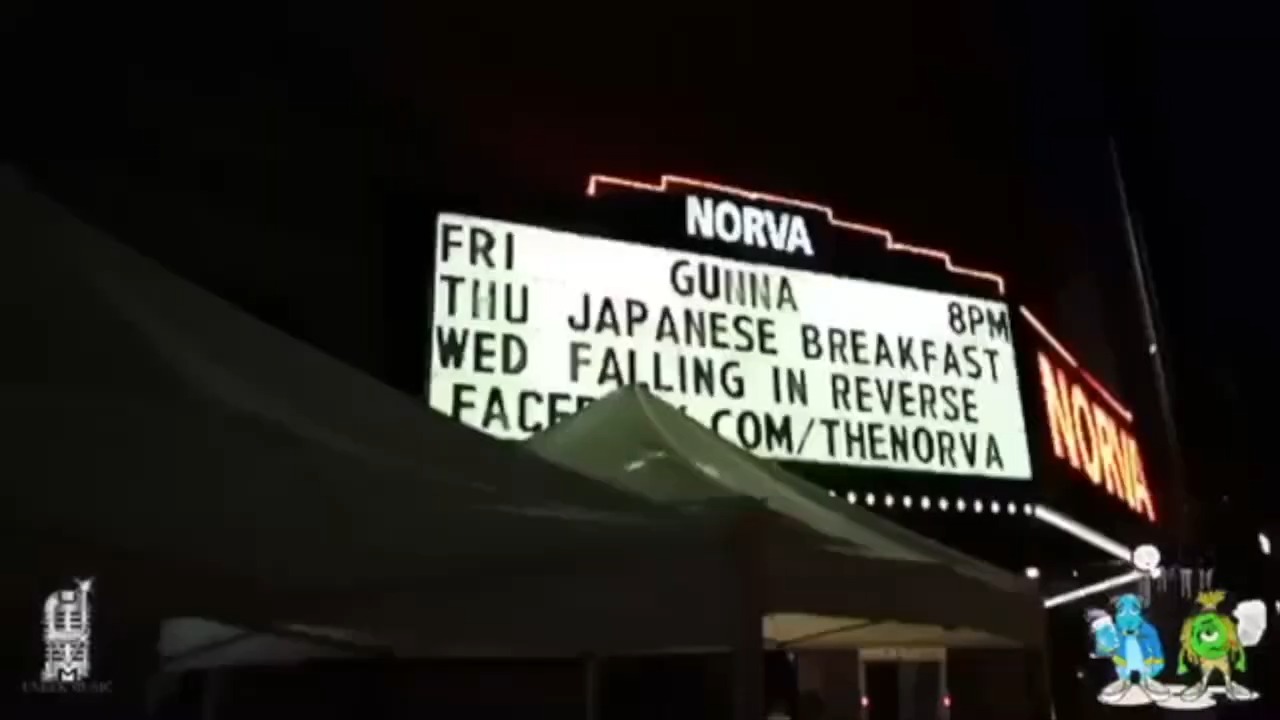 NORVA
FRI GUNNA 8PM
THU JAPANESE BREAKFAST
WED FALLING IN REVERSE
.COM/THENORVA
NORVA